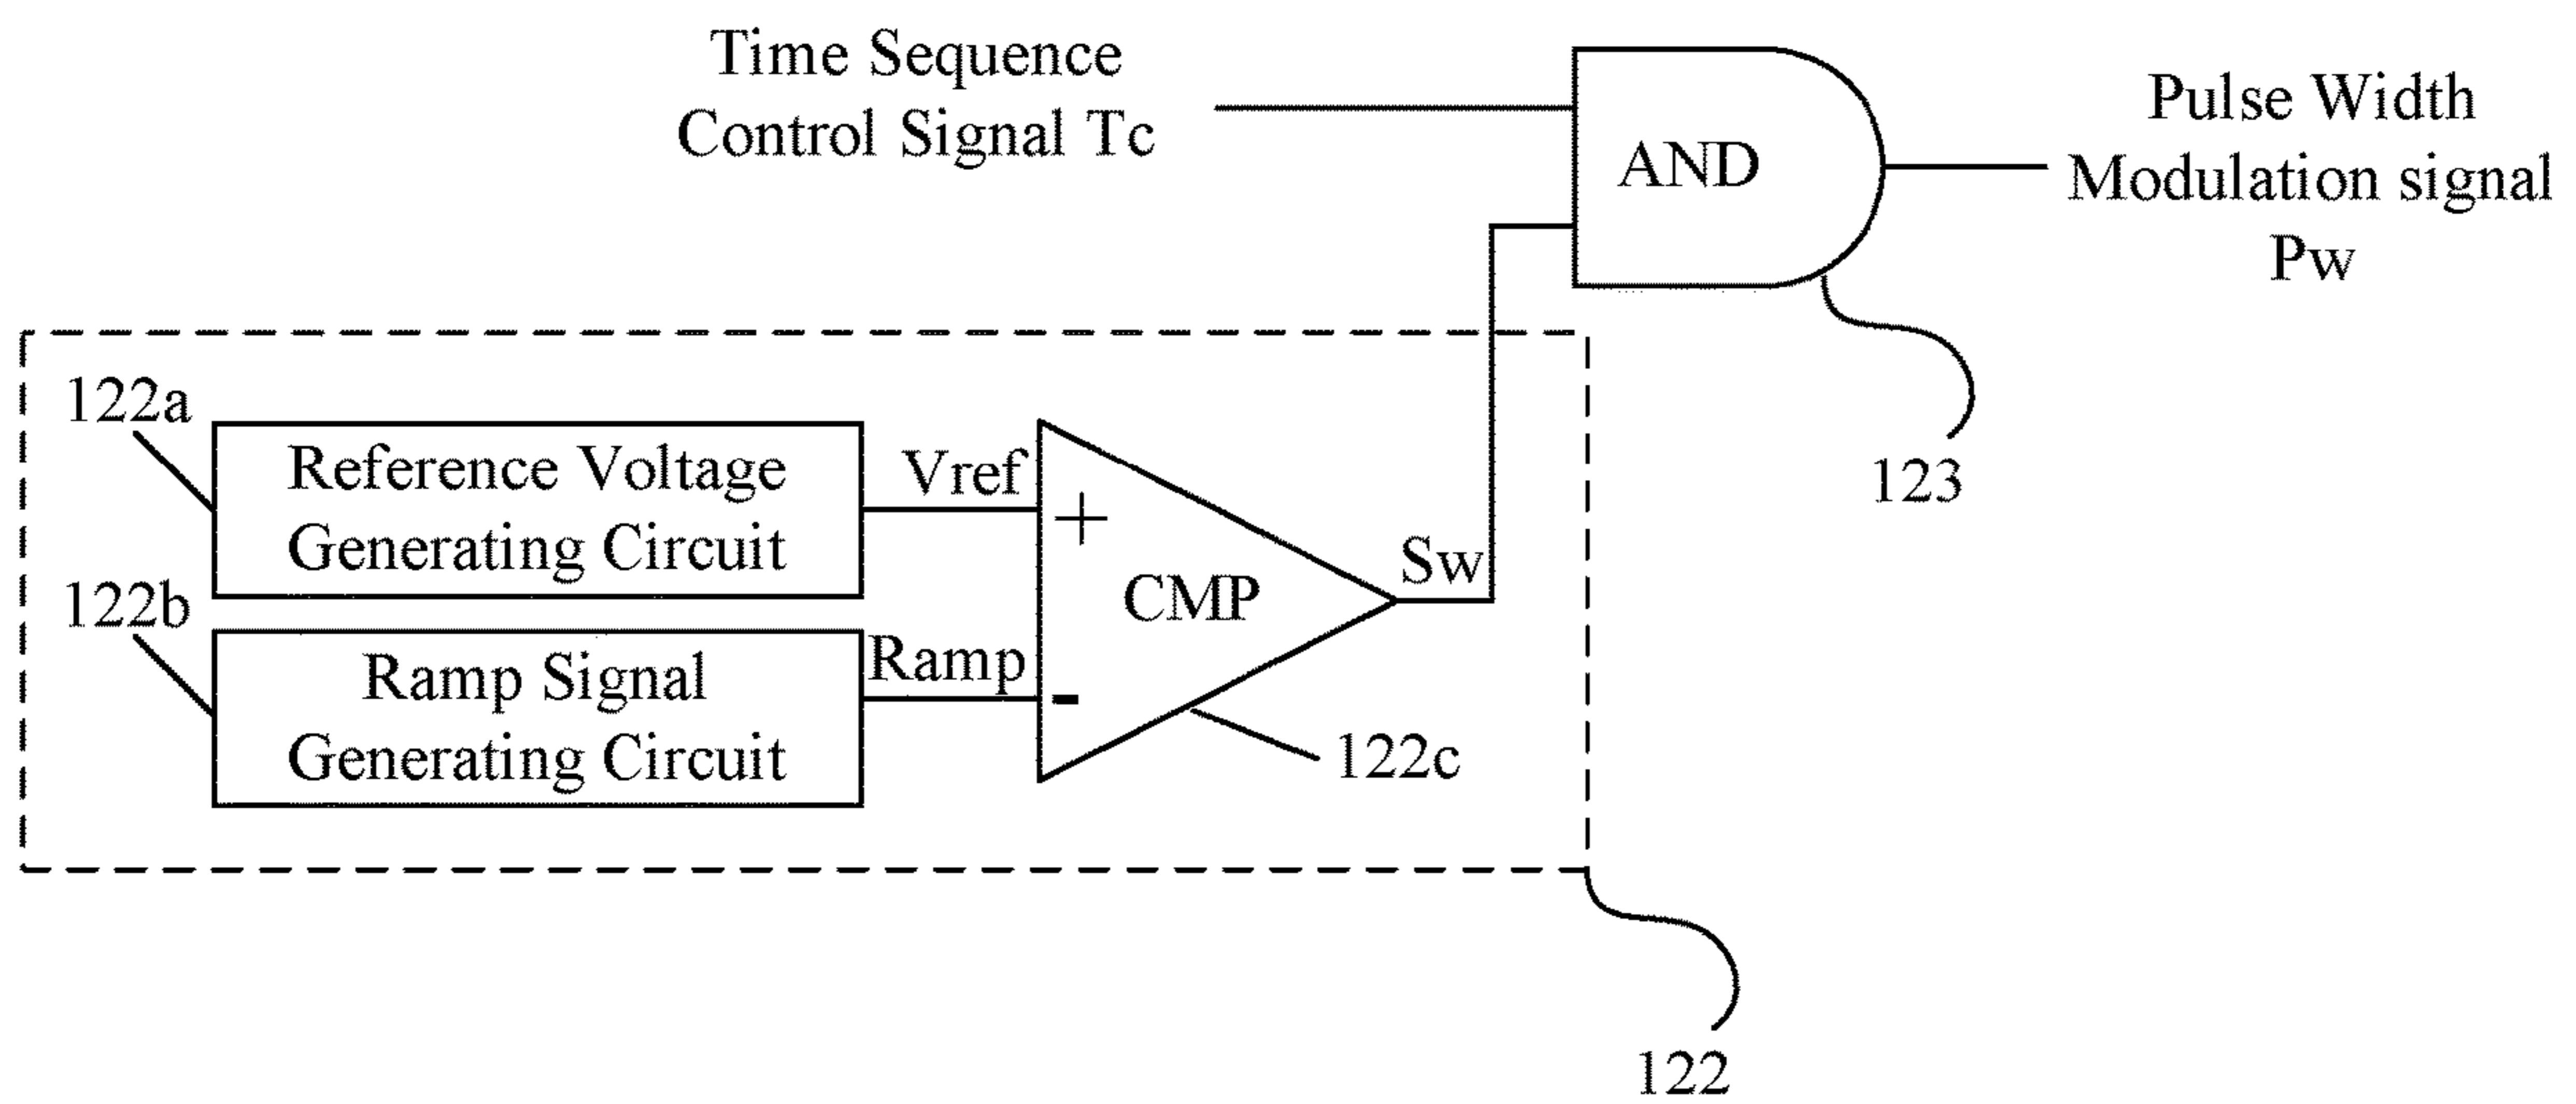 Time Sequence
Control Signal Tc
AND
Pulse Width
Modulation signal
Pw
123
122a
Reference Voltage
Generating Circuit
Vref
+
CMP
Sw
122b
Ramp Signal
Generating Circuit
Ramp
-
122c
122